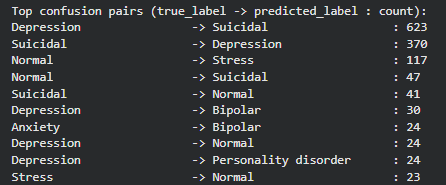 Top confusion pairs (true_label -> predicted_label : count):
Depression -> Suicidal : 623
Suicidal -> Depression : 370
Normal -> Stress : 117
Normal -> Suicidal : 47
Suicidal -> Normal : 41
Depression -> Bipolar : 30
Anxiety -> Bipolar : 24
Depression -> Normal : 24
Depression -> Personality disorder : 24
Stress -> Normal : 23